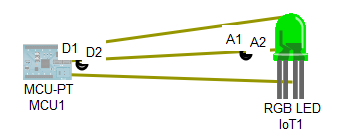 D1 D2 A1 A2
MCU-PT
MCU1
RGB LED
IoT1